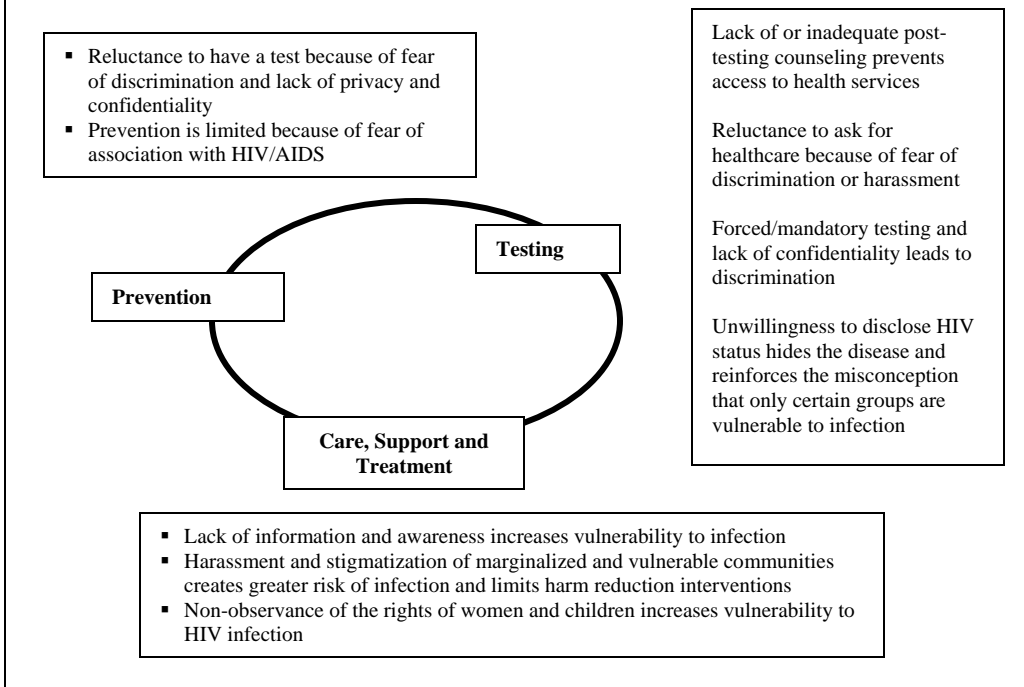 ▪ Reluctance to have a test because of fear
of discrimination and lack of privacy and
confidentiality
▪ Prevention is limited because of fear of
association with HIV/AIDS
Lack of or inadequate post-
testing counseling prevents
access to health services
Reluctance to ask for
healthcare because of fear of
discrimination or harassment
Forced/mandatory testing and
lack of confidentiality leads to
discrimination
Unwillingness to disclose HIV
status hides the disease and
reinforces the misconception
that only certain groups are
vulnerable to infection
Testing
Prevention
Care, Support and
Treatment
▪ Lack of information and awareness increases vulnerability to infection
▪ Harassment and stigmatization of marginalized and vulnerable communities
creates greater risk of infection and limits harm reduction interventions
▪ Non-observance of the rights of women and children increases vulnerability to
HIV infection